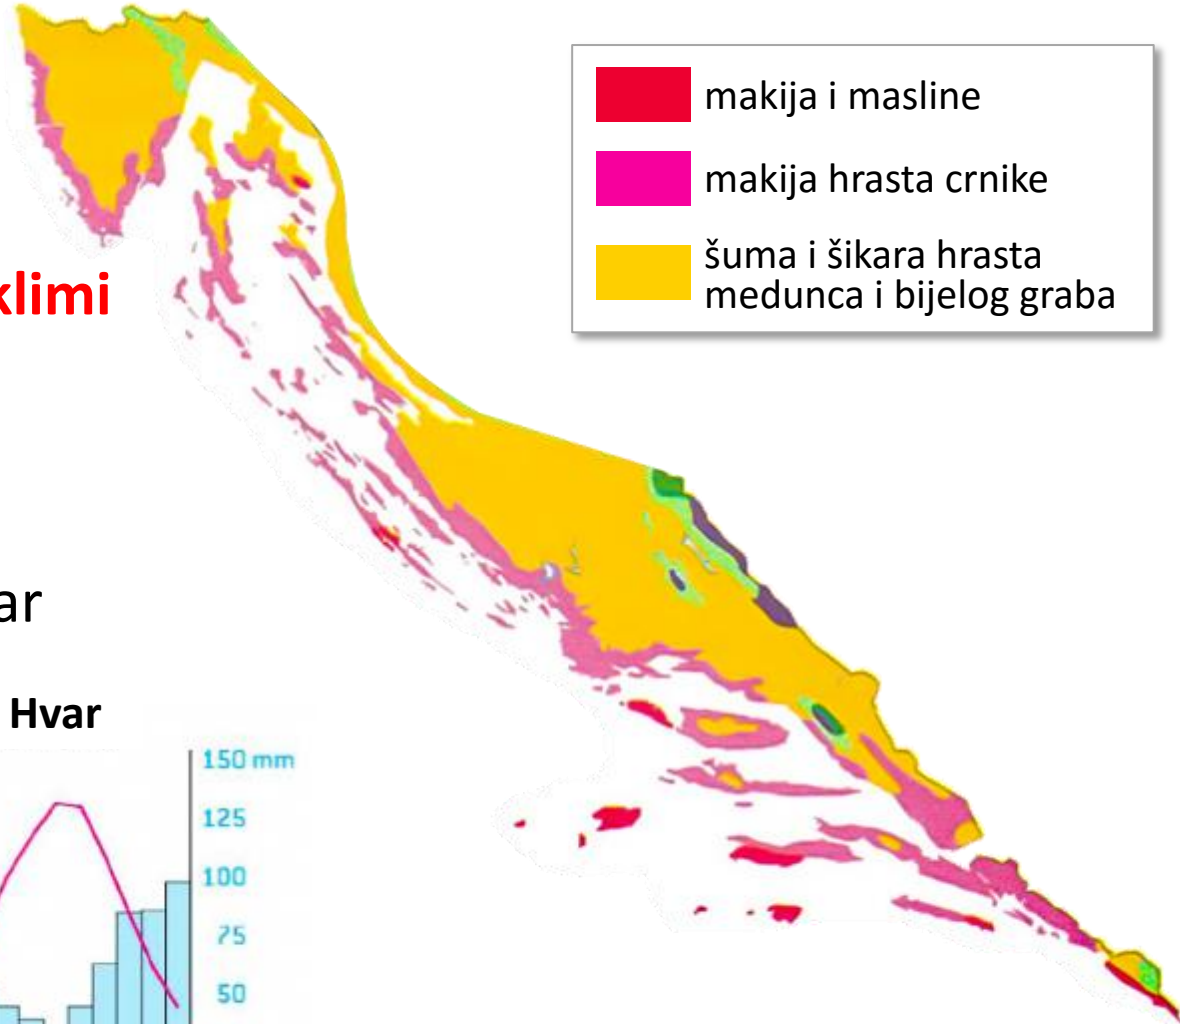 makija i masline
makija hrasta crnike
šuma i šikara hrasta
medunca i bijelog graba
klimi
ar
Hvar
150 mm
125
100
75
50